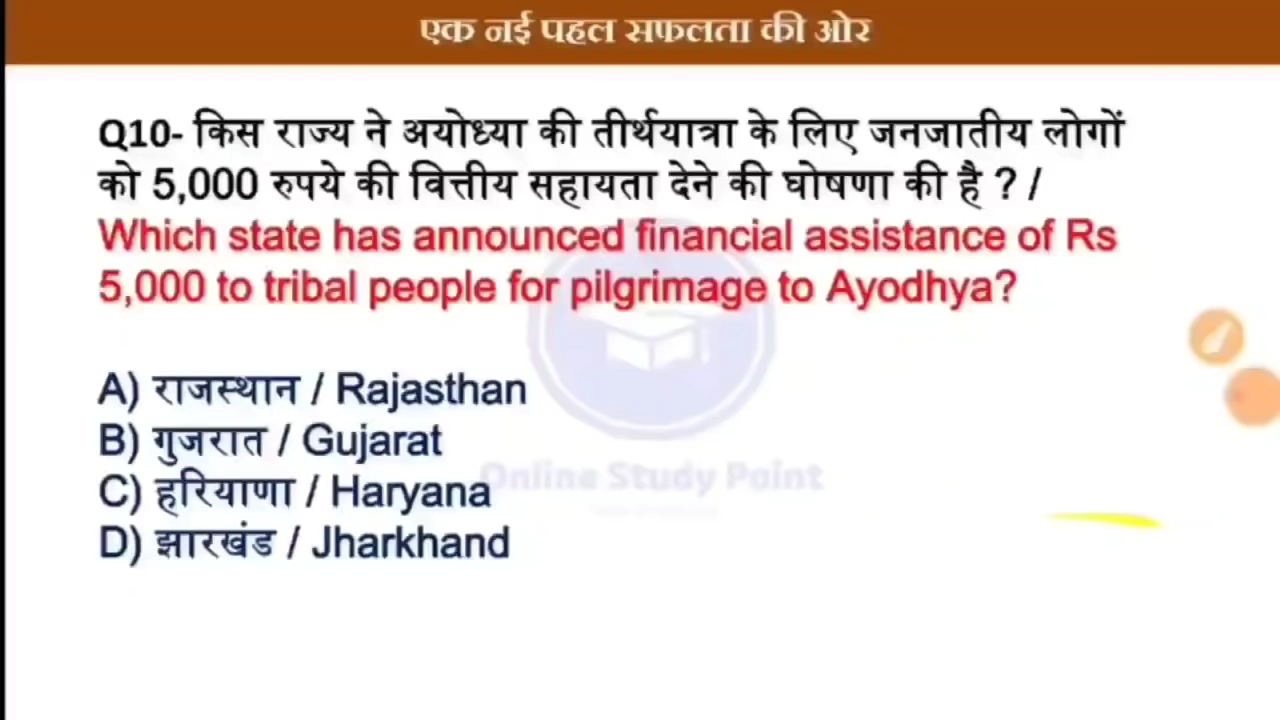 एक नई पहल सफलता की ओर
Q10- किस राज्य ने अयोध्या की तीर्थयात्रा के लिए जनजातीय लोगों
को 5,000 रुपये की वित्तीय सहायता देने की घोषणा की है ? /
Which state has announced financial assistance of Rs
5,000 to tribal people for pilgrimage to Ayodhya?
A) राजस्थान / Rajasthan
B) गुजरात / Gujarat
C) हरियाणा / Haryana
D) झारखंड / Jharkhand
Online Study Point